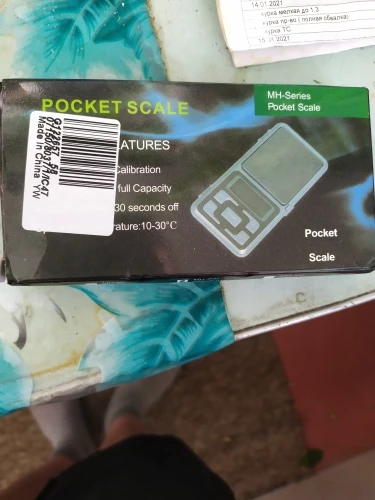 14.01.2021
курка мелкая до 1,3
курка пр-во ( полная обвалка)
курка ТС
15.01.2021
MH-Series
Pocket Scale
POCKET SCALE
ATURES
Calibration
full Capacity
30 seconds off
rature:10-30°C
Made in China YW
Pocket
Scale